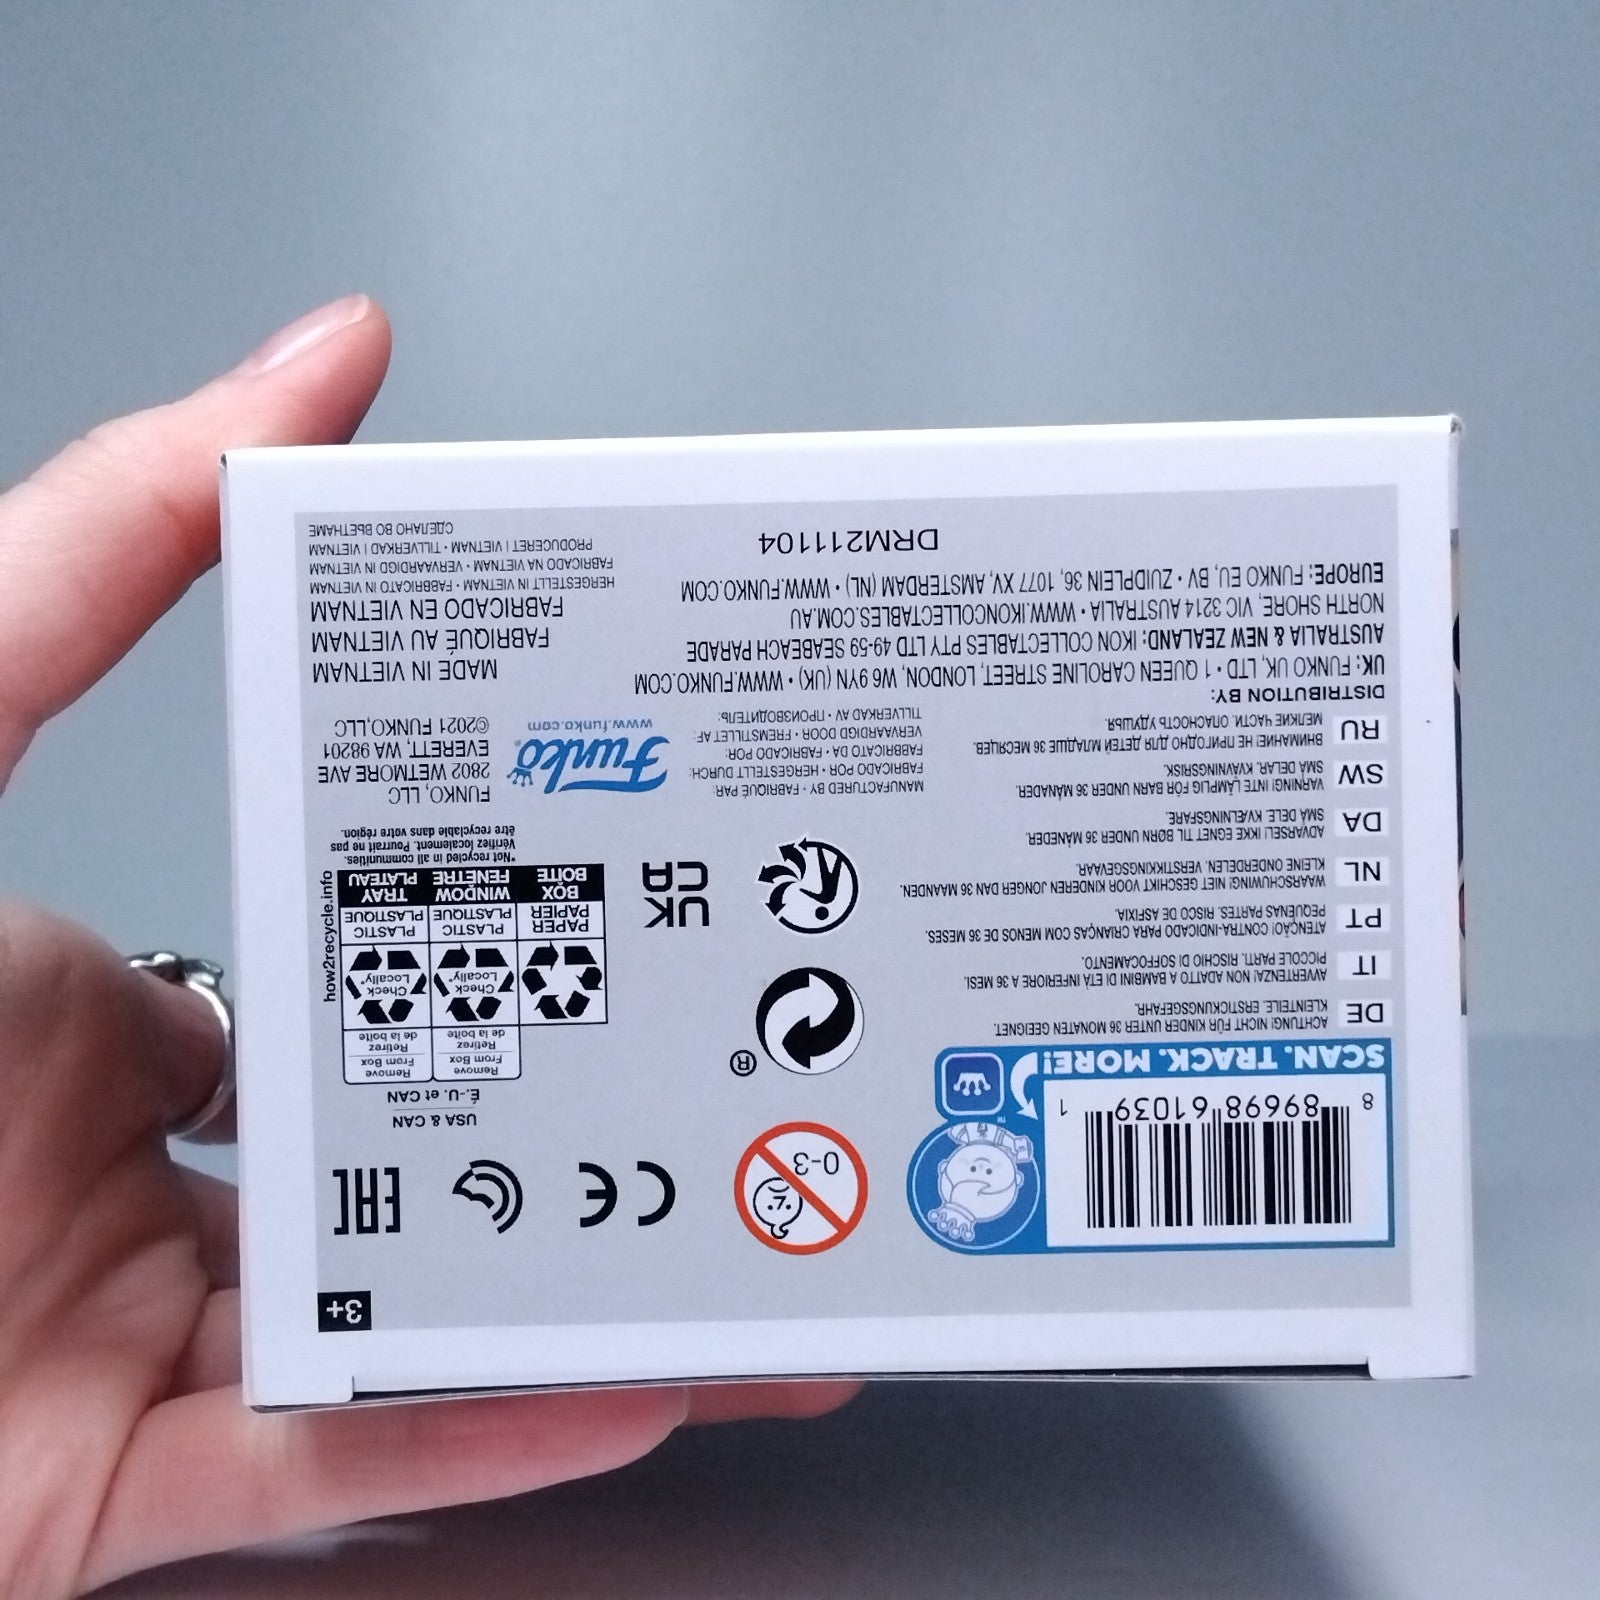 3+
8 89698 61039 1
SCAN. TRACK. MORE!
™
0-3
CE
EAC
USA & CAN
É.-U. et CAN
Remove
From Box
Retirez
de la boîte
Remove
From Box
Retirez
de la boîte
Check
Locally*
Check
Locally*
PAPER
PAPIER
BOX
BOÎTE
PLASTIC
PLASTIQUE
WINDOW
FENÊTRE
PLASTIC
PLASTIQUE
TRAY
PLATEAU
how2recycle.info
*Not recycled in all communities.
Vérifiez localement. Pourrait ne pas
être recyclable dans votre région.
®
UK
CA
DE
ACHTUNG! NICHT FÜR KINDER UNTER 36 MONATEN GEEIGNET.
KLEINTEILE. ERSTICKUNGSGEFAHR.
IT
AVVERTENZA! NON ADATTO A BAMBINI DI ETÀ INFERIORE A 36 MESI.
PICCOLE PARTI. RISCHIO DI SOFFOCAMENTO.
PT
ATENÇÃO! CONTRA-INDICADO PARA CRIANÇAS COM MENOS DE 36 MESES.
PEQUENAS PARTES. RISCO DE ASFIXIA.
NL
WAARSCHUWING! NIET GESCHIKT VOOR KINDEREN JONGER DAN 36 MAANDEN.
KLEINE ONDERDELEN. VERSTIKKINGSGEVAAR.
DA
ADVARSEL! IKKE EGNET TIL BØRN UNDER 36 MÅNEDER.
SMÅ DELE. KVÆLNINGSFARE.
SW
VARNING! INTE LÄMPLIG FÖR BARN UNDER 36 MÅNADER.
SMÅ DELAR. KVÄVNINGSRISK.
RU
ВНИМАНИЕ! НЕ ПРИГОДНО ДЛЯ ДЕТЕЙ МЛАДШЕ 36 МЕСЯЦЕВ.
МЕЛКИЕ ЧАСТИ. ОПАСНОСТЬ УДУШЬЯ.
MANUFACTURED BY • FABRIQUÉ PAR:
FABRICADO POR • HERGESTELLT DURCH:
FABBRICATO DA • FABRICADO POR:
VERVAARDIGD DOOR • FREMSTILLET AF:
TILLVERKAD AV • ПРОИЗВОДИТЕЛЬ:
Funko®
www.funko.com
FUNKO, LLC
2802 WETMORE AVE
EVERETT, WA 98201
©2021 FUNKO,LLC
DISTRIBUTION BY:
UK: FUNKO UK, LTD • 1 QUEEN CAROLINE STREET, LONDON, W6 9YN (UK) • WWW.FUNKO.COM
AUSTRALIA & NEW ZEALAND: IKON COLLECTABLES PTY LTD 49-59 SEABEACH PARADE
NORTH SHORE, VIC 3214 AUSTRALIA • WWW.IKONCOLLECTABLES.COM.AU
EUROPE: FUNKO EU, BV • ZUIDPLEIN 36, 1077 XV, AMSTERDAM (NL) • WWW.FUNKO.COM
DRM211104
MADE IN VIETNAM
FABRIQUÉ AU VIETNAM
FABRICADO EN VIETNAM
HERGESTELLT IN VIETNAM • FABBRICATO IN VIETNAM
FABRICADO NA VIETNAM • VERVAARDIGD IN VIETNAM
PRODUCERET I VIETNAM • TILLVERKAD I VIETNAM
СДЕЛАНО ВО ВЬЕТНАМЕ